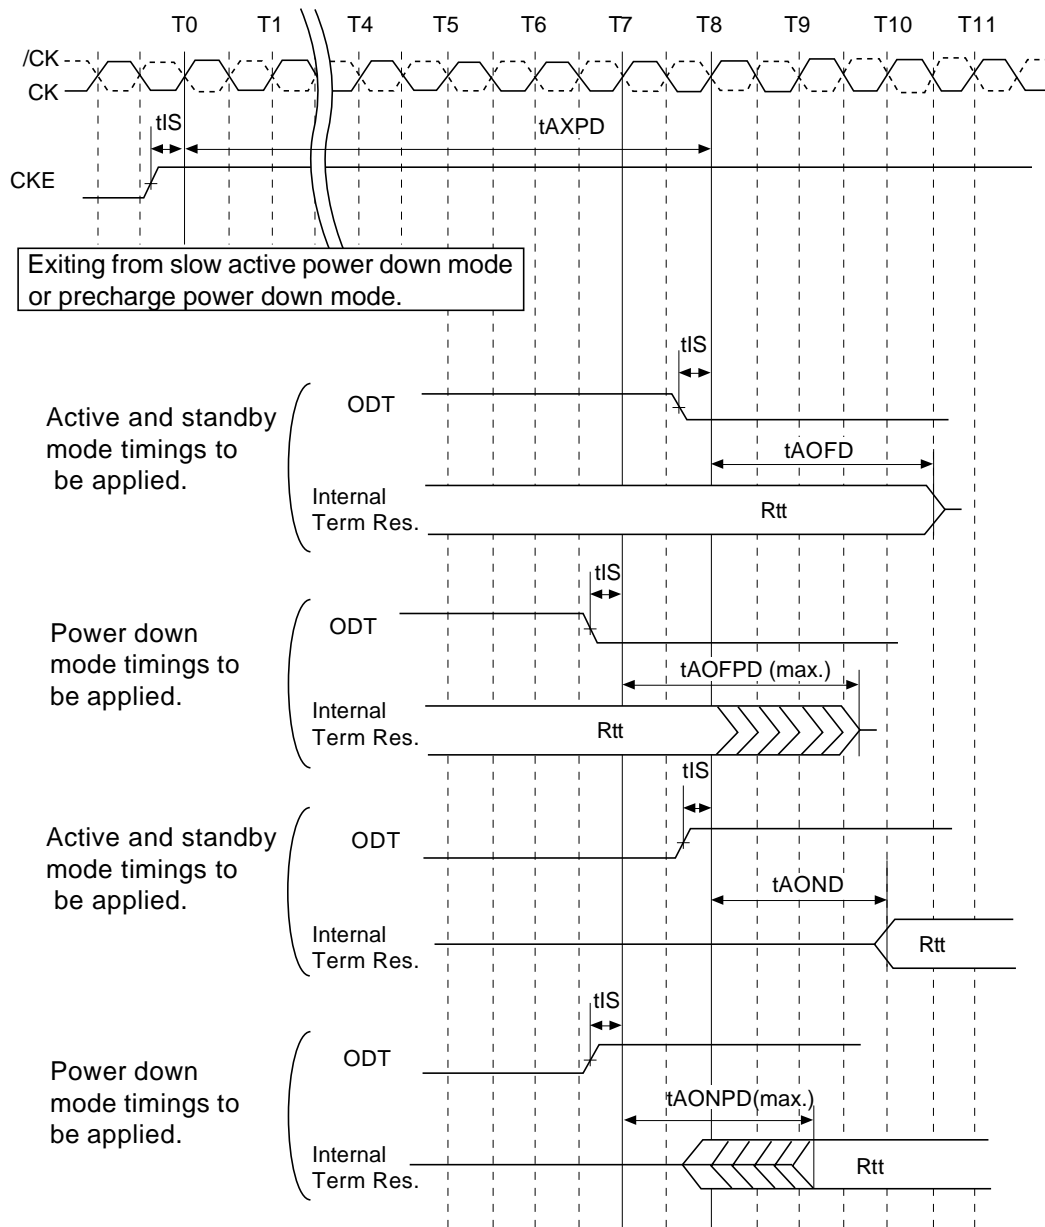 T0 T1 T4 T5 T6 T7 T8 T9 T10 T11
/CK
CK
tIS
tAXPD
CKE
Exiting from slow active power down mode
or precharge power down mode.
tIS
Active and standby
mode timings to
be applied.
ODT
tAOFD
Internal
Term Res.
Rtt
tIS
Power down
mode timings to
be applied.
ODT
tAOFPD (max.)
Internal
Term Res.
Rtt
tIS
Active and standby
mode timings to
be applied.
ODT
tAOND
Internal
Term Res.
Rtt
tIS
Power down
mode timings to
be applied.
ODT
tAONPD(max.)
Internal
Term Res.
Rtt